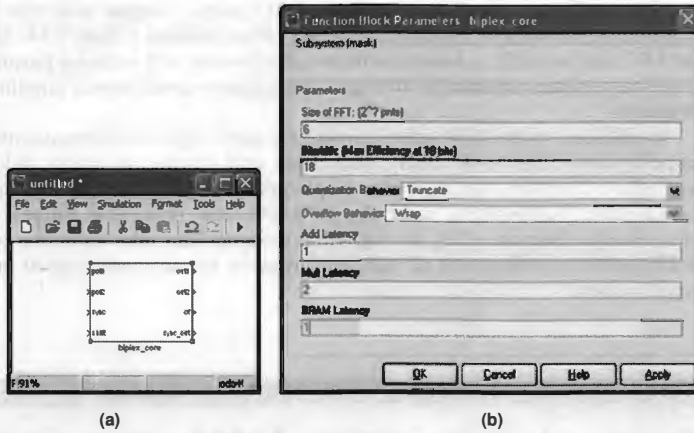 Function Block Parameters: biplex_core
Subsystem (mask)
Parameters
Size of FFT: (2^? pnts)
6
Bitwidth: (Max Efficiency at 18 bits)
18
Quantization Behavior Truncate
Overflow Behavior Wrap
Add Latency
1
Mult Latency
2
BRAM Latency
1
OK Cancel Help Apply
untitled *
File Edit View Simulation Format Tools Help
pol1 out1
pol2 out2
sync of
shift sync_out
biplex_core
91%
(a) (b)